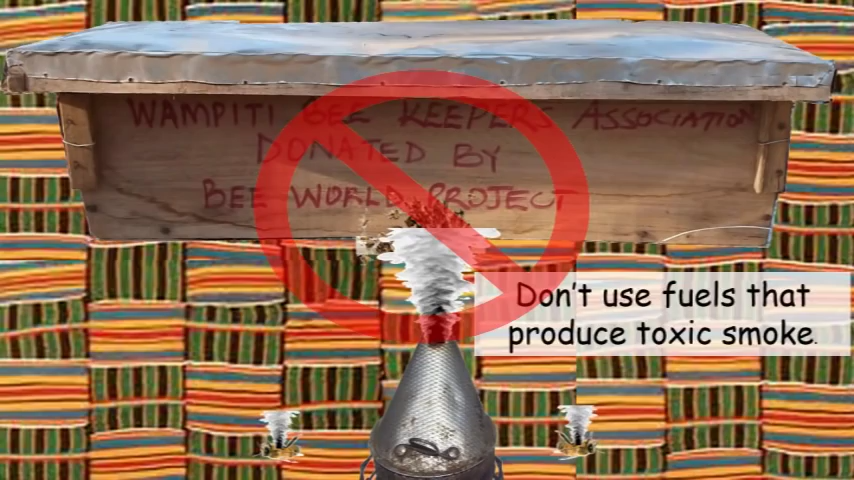 WAMPITI BEE KEEPERS ASSOCIATION
DONATED BY
BEE WORLD PROJECT
Don't use fuels that
produce toxic smoke.